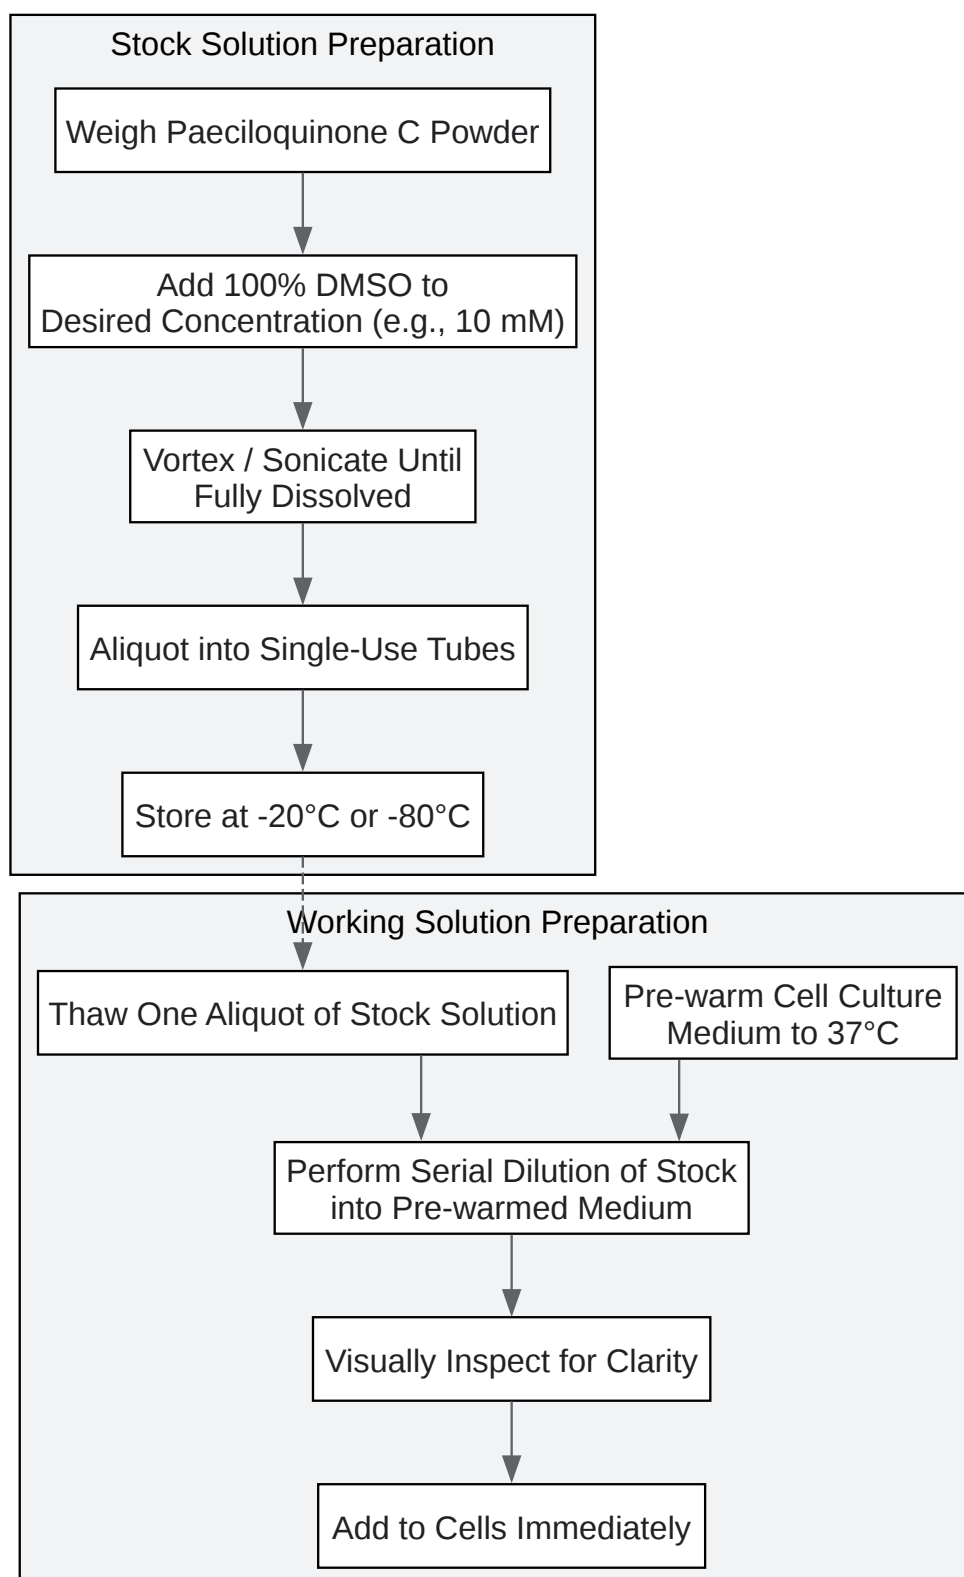 Stock Solution Preparation
Weigh Paeciloquinone C Powder
Add 100% DMSO to
Desired Concentration (e.g., 10 mM)
Vortex / Sonicate Until
Fully Dissolved
Aliquot into Single-Use Tubes
Store at -20°C or -80°C
Working Solution Preparation
Thaw One Aliquot of Stock Solution
Pre-warm Cell Culture
Medium to 37°C
Perform Serial Dilution of Stock
into Pre-warmed Medium
Visually Inspect for Clarity
Add to Cells Immediately